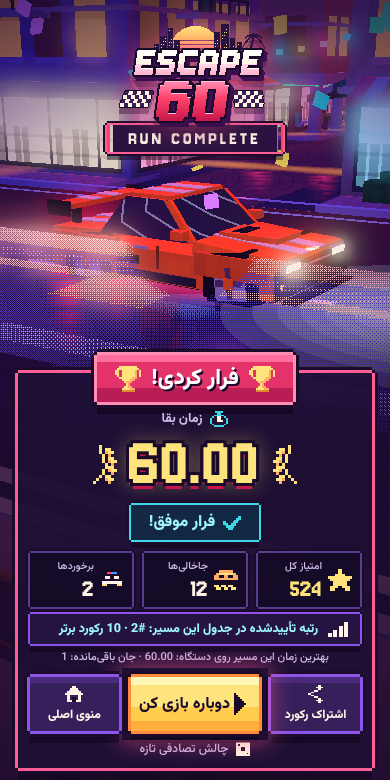 ESCAPE
60
RUN COMPLETE
فرار کردی!
زمان بقا
60.00
فرار موفق!
امتیاز کل
524
جاخالی‌ها
12
برخوردها
2
رتبه تأییدشده در جدول این مسیر: #2 · 10 رکورد برتر
بهترین زمان این مسیر روی دستگاه: 60.00 · جان باقی‌مانده: 1
اشتراک رکورد
دوباره بازی کن
منوی اصلی
چالش تصادفی تازه